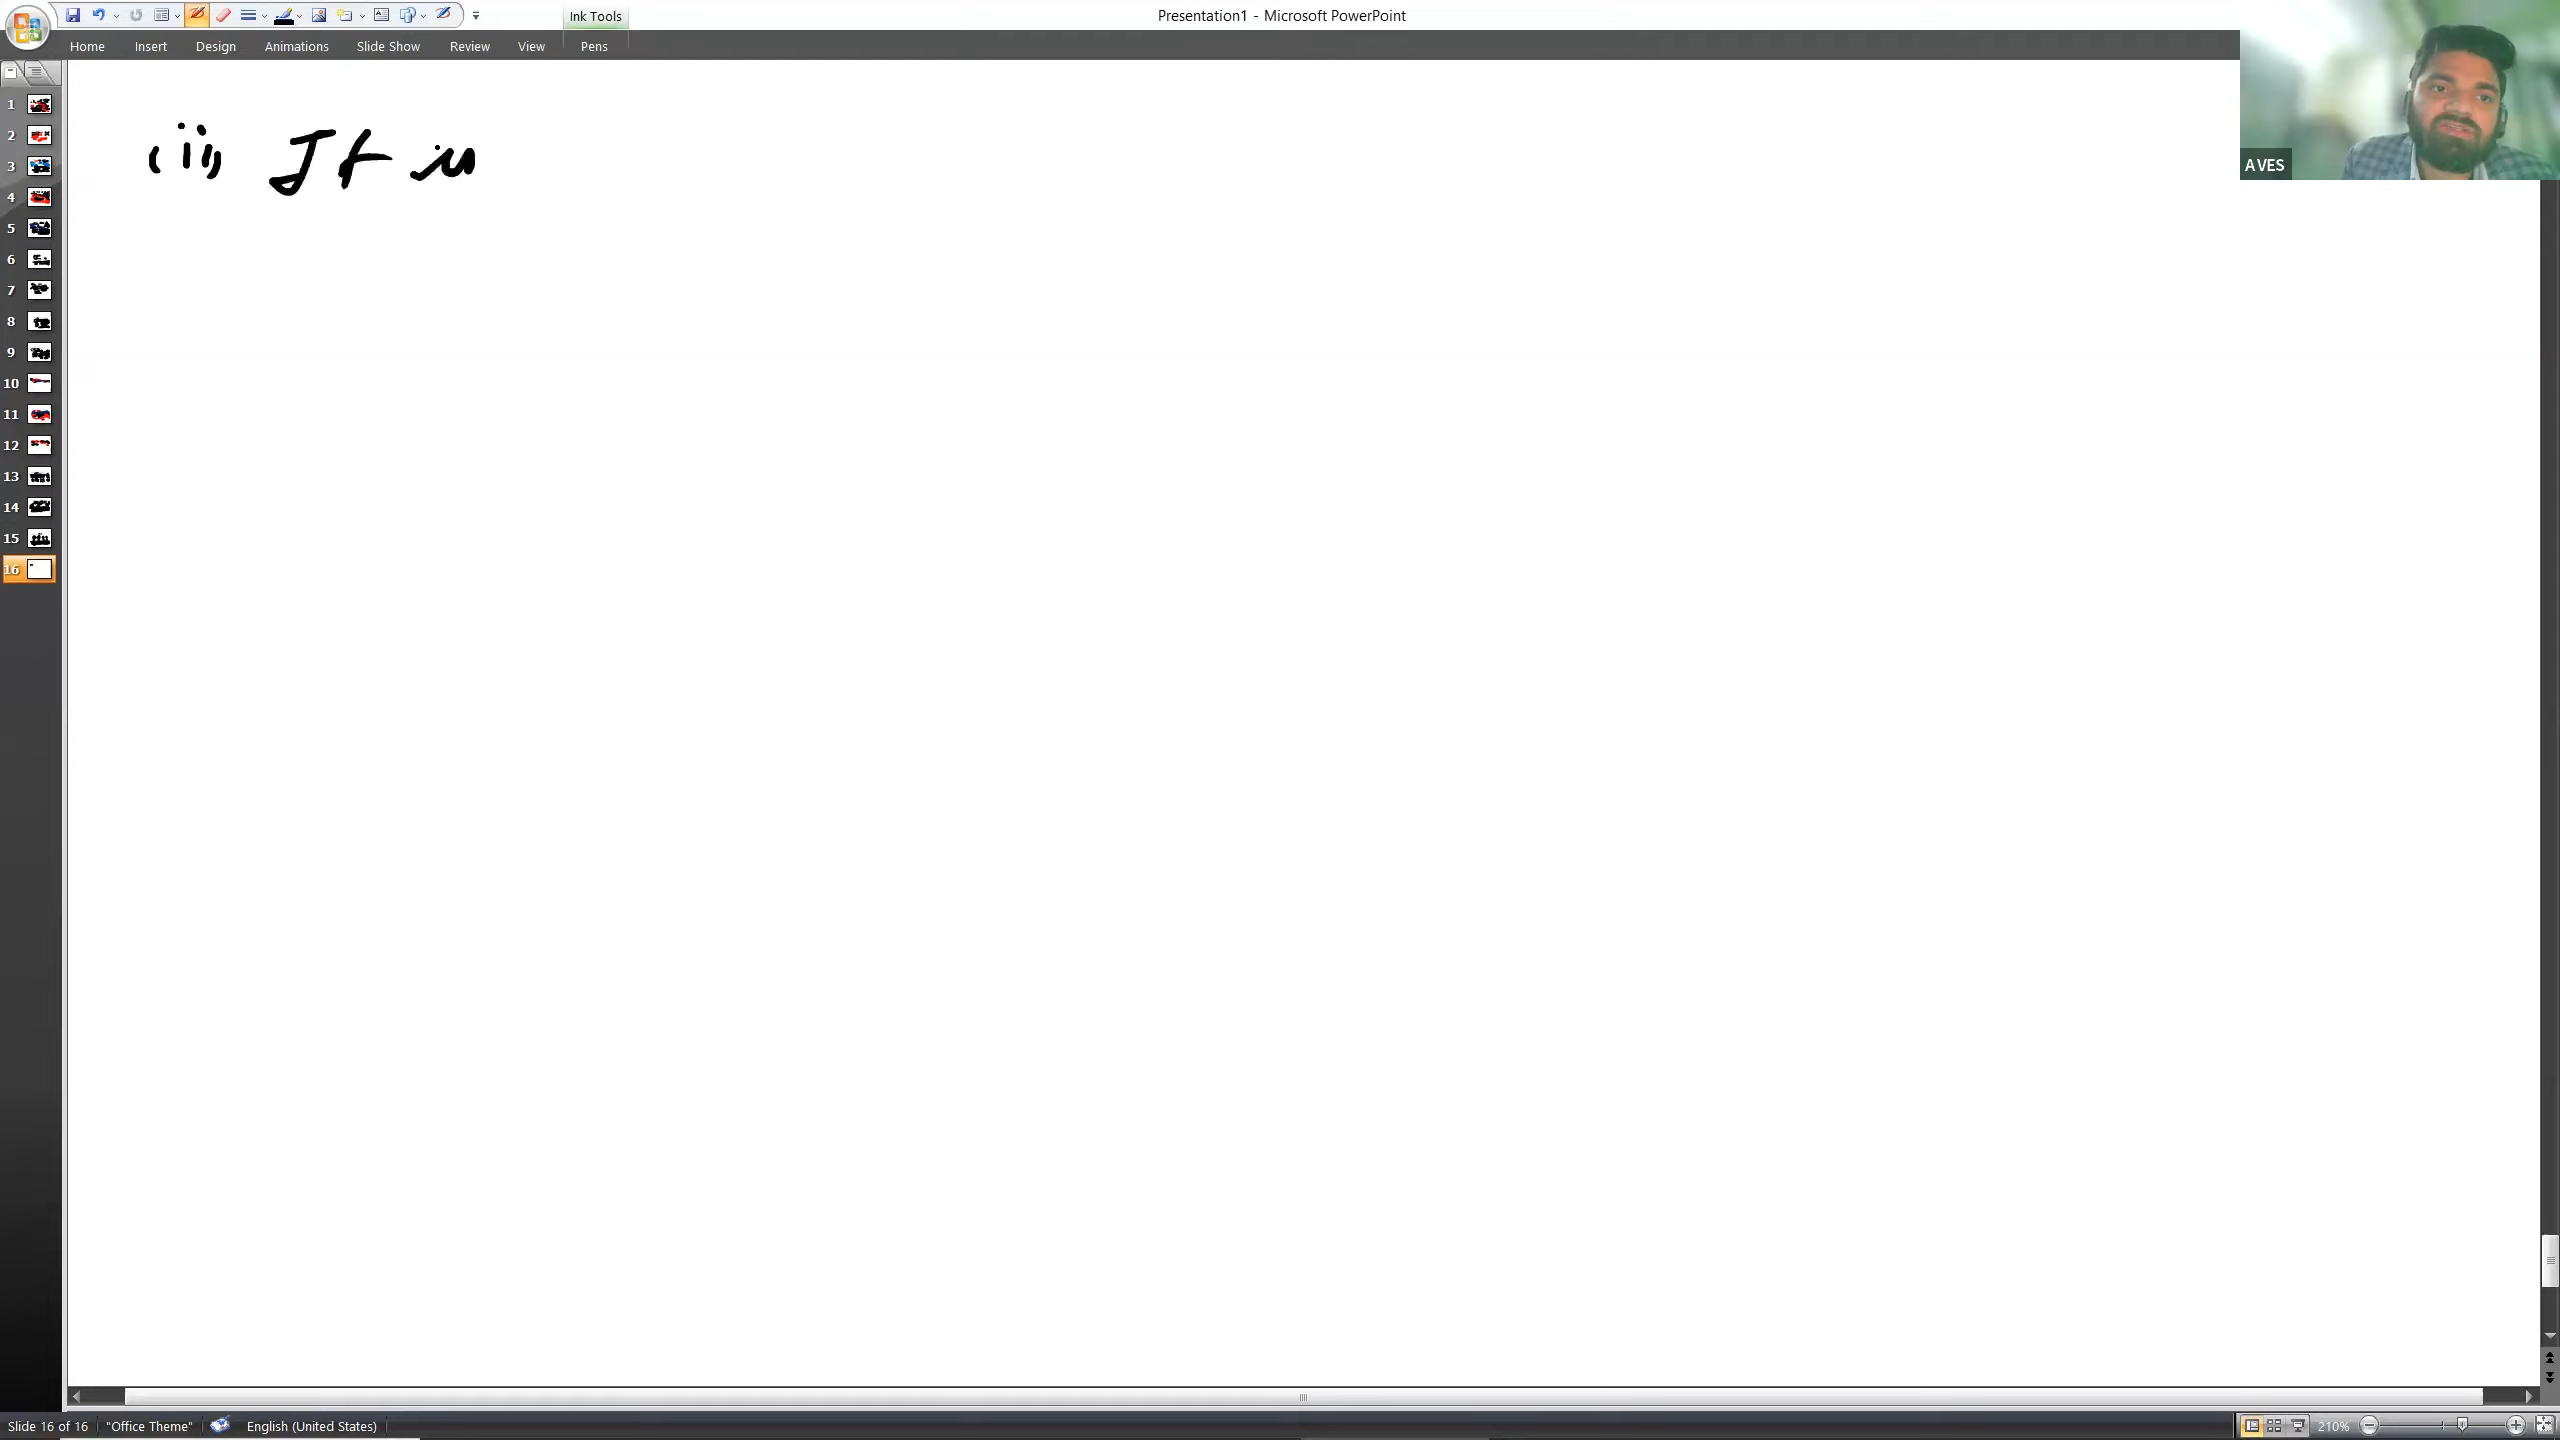 Ink Tools
Presentation1 - Microsoft PowerPoint
Home Insert Design Animations Slide Show Review View Pens
AVES
(ii) It is
1
2
3
4
5
6
7
8
9
10
11
12
13
14
15
16
Slide 16 of 16 "Office Theme" English (United States) 210%